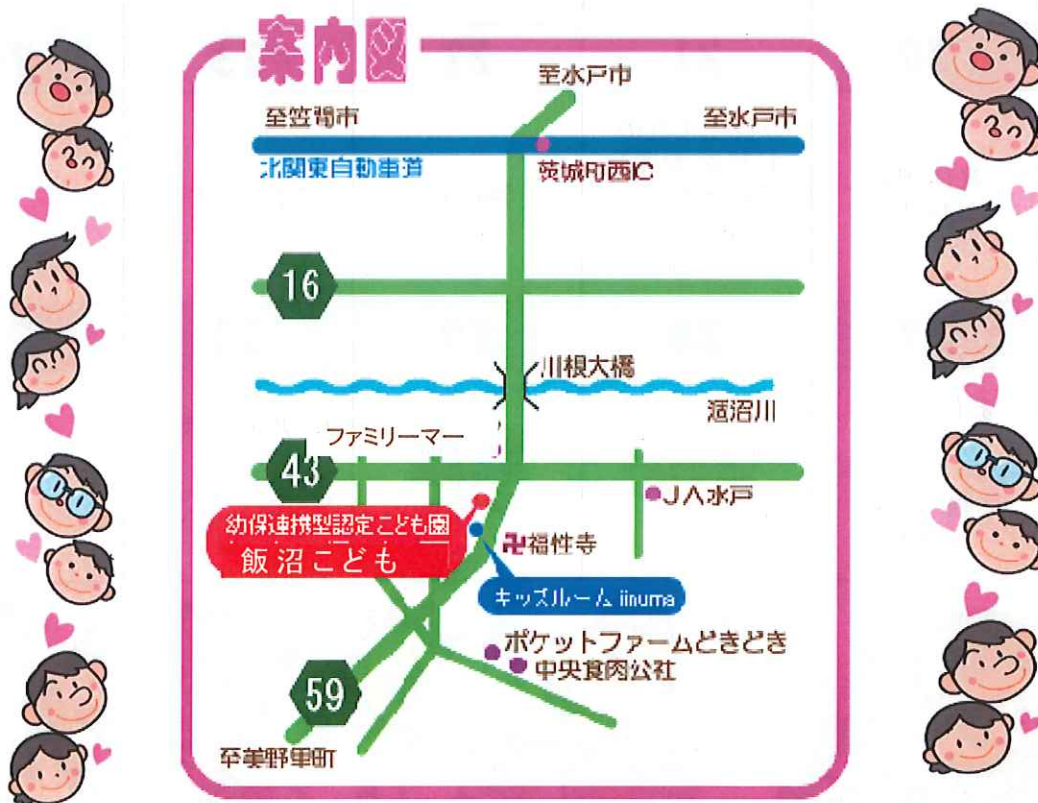 案内図
至水戸市
至笠間市
至水戸市
北関東自動車道
茨城町西IC
16
川根大橋
涸沼川
ファミリーマー
43
JA水戸
幼保連携型認定こども園
飯沼こども
卍福性寺
キッズルーム iinuma
ポケットファームどきどき
中央食肉公社
59
至美野里町